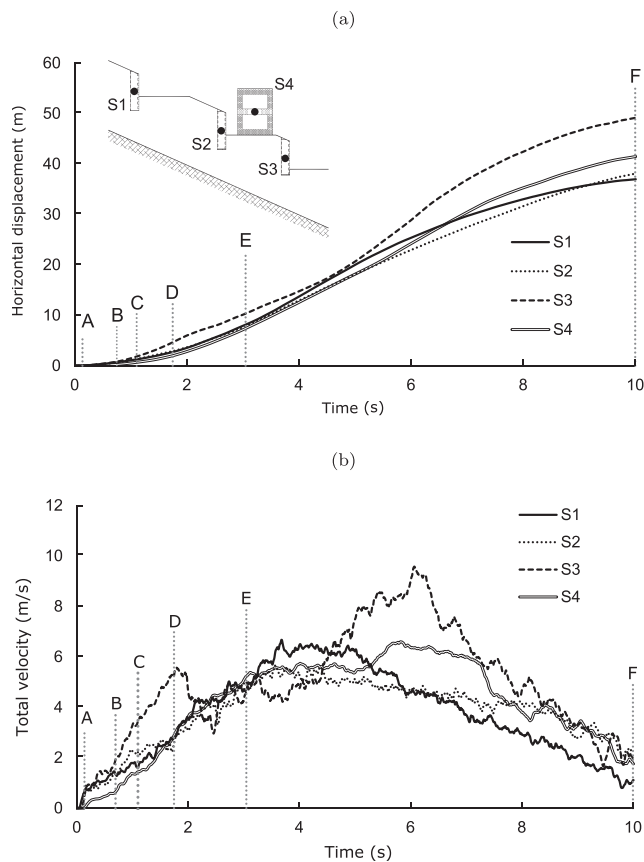 (a)
60
50
40
30
20
10
0
Horizontal displacement (m)
S1
S2
S3
S4
A
B
C
D
E
F
S1
S2
S3
S4
0
2
4
6
8
10
Time (s)
(b)
12
10
8
6
4
2
0
Total velocity (m/s)
S1
S2
S3
S4
A
B
C
D
E
F
0
2
4
6
8
10
Time (s)